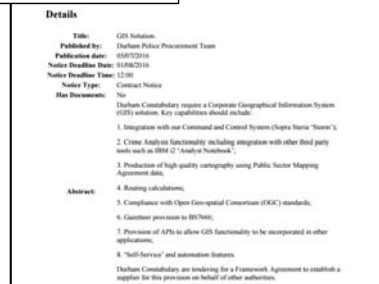 Details
Title: GIS Solution.
Published by: Durham Police Procurement Team
Publication date: 05/07/2016
Notice Deadline Date: 01/08/2016
Notice Deadline Time: 12:00
Notice Type: Contract Notice
Has Documents: No
Durham Constabulary require a Corporate Geographical Information System
(GIS) solution. Key capabilities should include:
1. Integration with our Command and Control System (Sopra Steria "Storm");
2. Crime Analysis functionality including integration with other third party
tools such as IBM i2 "Analyst Notebook";
3. Production of high quality cartography using Public Sector Mapping
Agreement data;
Abstract: 4. Routing calculations;
5. Compliance with Open Geo-spatial Consortium (OGC) standards;
6. Gazetteer provision to BS7666;
7. Provision of APIs to allow GIS functionality to be incorporated in other
applications;
8. "Self-Service" and automation features.
Durham Constabulary are tendering for a Framework Agreement to establish a
supplier for this provision on behalf of other authorities.